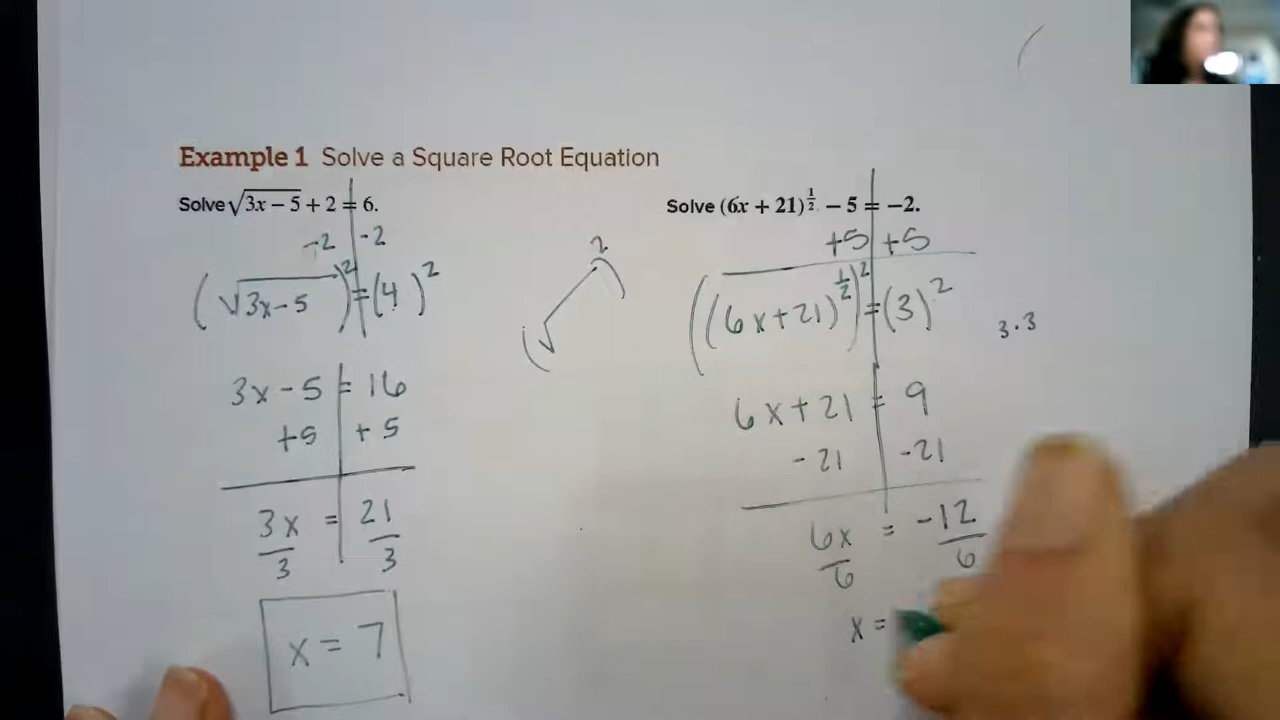 Example 1 Solve a Square Root Equation
Solve √3x − 5 + 2 = 6.
-2 -2
(√3x-5)² = (4)²
3x - 5 = 16
+5 + 5
3x = 21
3 3
x = 7
(√ )²
Solve (6x + 21)^½ − 5 = −2.
+5 +5
((6x+21)^½)² = (3)²
3.3
6x + 21 = 9
- 21 -21
6x = -12
6 6
x =